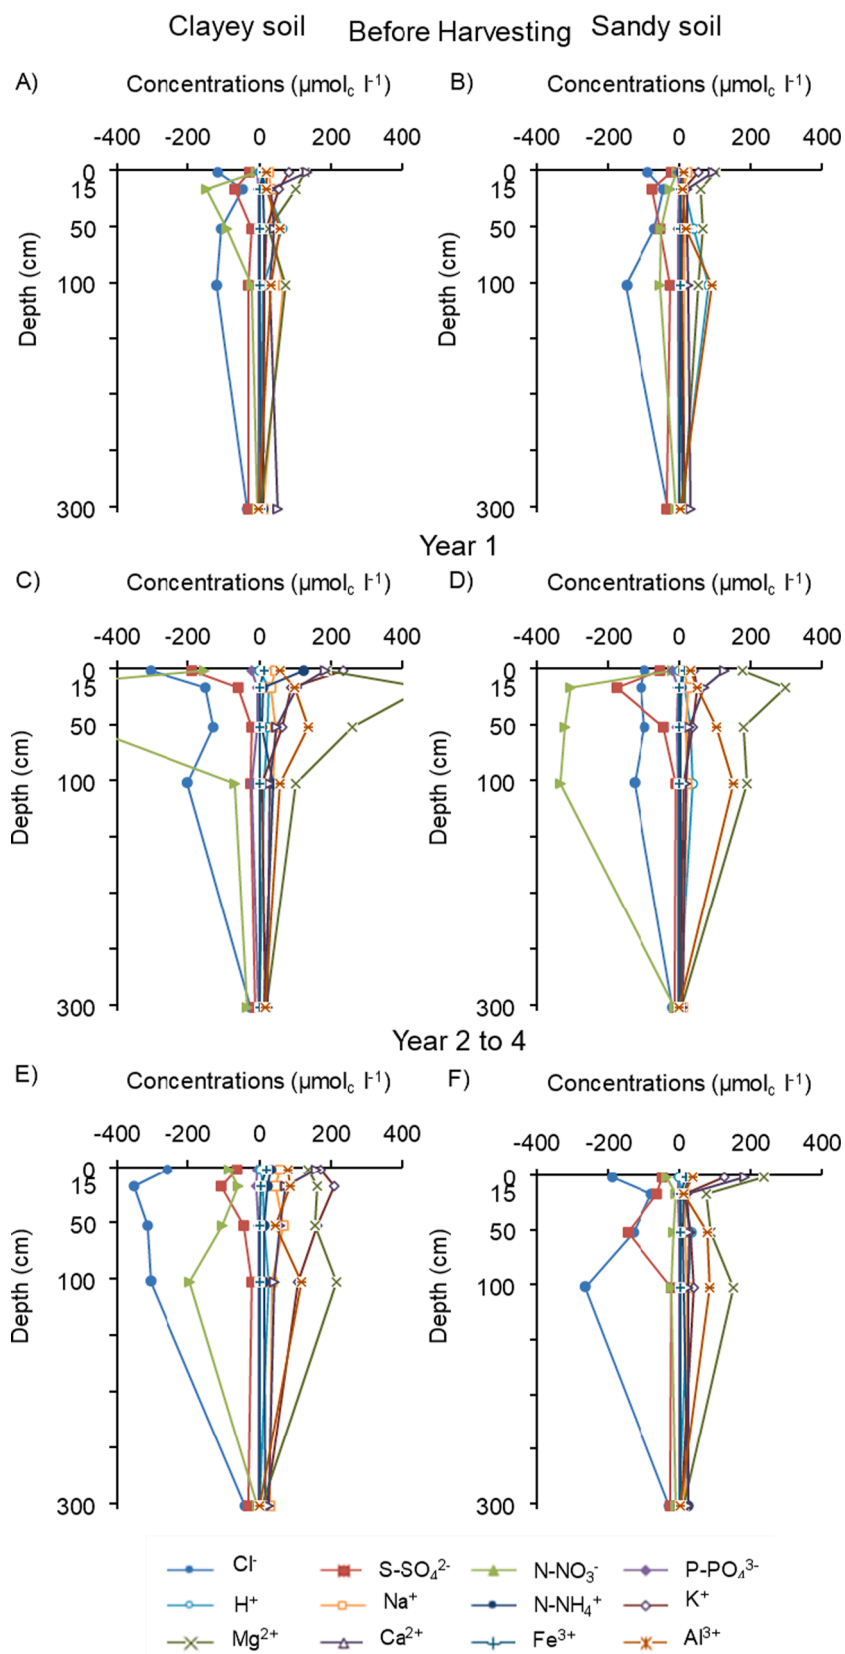 Clayey soil Before Harvesting Sandy soil
A) Concentrations (µmolc l-1) B) Concentrations (µmolc l-1)
-400 -200 0 200 400 -400 -200 0 200 400
0 0
15 15
50 50
100 100
300 300
Depth (cm) Depth (cm)
Year 1
C) Concentrations (µmolc l-1) D) Concentrations (µmolc l-1)
-400 -200 0 200 400 -400 -200 0 200 400
0 0
15 15
50 50
100 100
300 300
Depth (cm) Depth (cm)
Year 2 to 4
E) Concentrations (µmolc l-1) F) Concentrations (µmolc l-1)
-400 -200 0 200 400 -400 -200 0 200 400
0 0
15 15
50 50
100 100
300 300
Depth (cm) Depth (cm)
Cl- S-SO42- N-NO3- P-PO43-
H+ Na+ N-NH4+ K+
Mg2+ Ca2+ Fe3+ Al3+